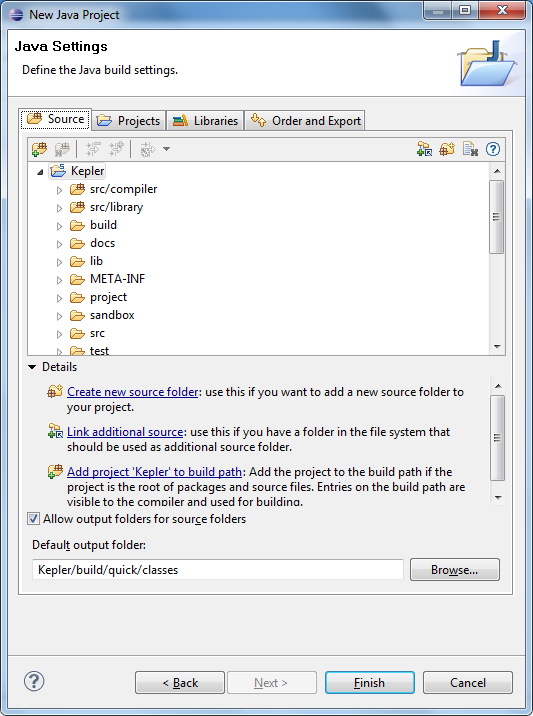 New Java Project
Java Settings
Define the Java build settings.
Source Projects Libraries Order and Export
Kepler
src/compiler
src/library
build
docs
lib
META-INF
project
sandbox
src
test
Details
Create new source folder: use this if you want to add a new source folder to
your project.
Link additional source: use this if you have a folder in the file system that
should be used as additional source folder.
Add project 'Kepler' to build path: Add the project to the build path if the
project is the root of packages and source files. Entries on the build path are
visible to the compiler and used for building.
Allow output folders for source folders
Default output folder:
Kepler/build/quick/classes
Browse...
< Back Next > Finish Cancel